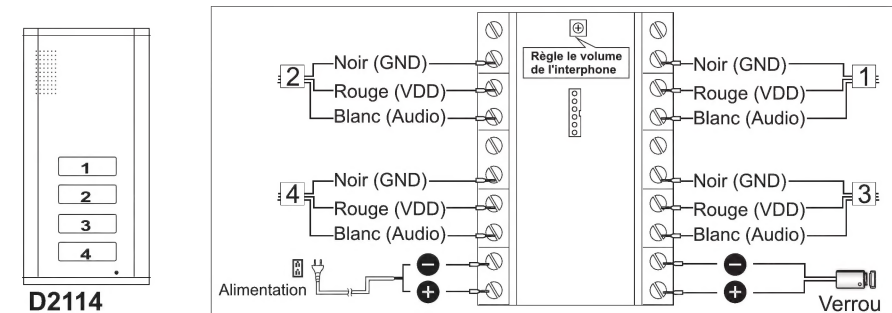 1
2
3
4
D2114
Règle le volume
de l'interphone
2
Noir (GND)
Rouge (VDD)
Blanc (Audio)
Noir (GND)
Rouge (VDD)
Blanc (Audio)
1
4
Noir (GND)
Rouge (VDD)
Blanc (Audio)
Noir (GND)
Rouge (VDD)
Blanc (Audio)
3
Alimentation
−
+
−
+
Verrou